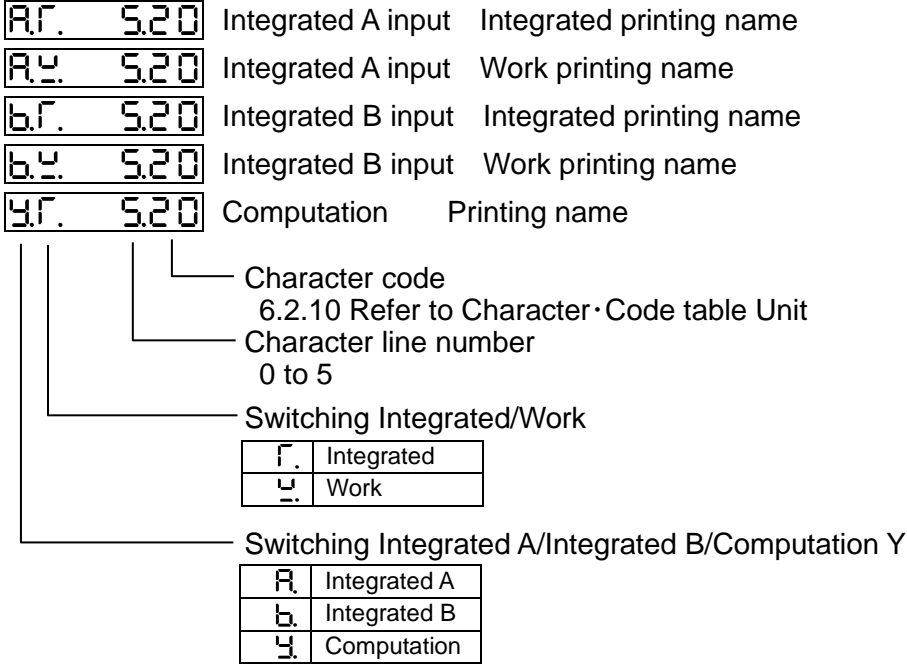 A.Γ. 5.20 Integrated A input Integrated printing name
A.⊻. 5.20 Integrated A input Work printing name
b.Γ. 5.20 Integrated B input Integrated printing name
b.⊻. 5.20 Integrated B input Work printing name
y.Γ. 5.20 Computation Printing name
Character code
6.2.10 Refer to Character・Code table Unit
Character line number
0 to 5
Switching Integrated/Work
Γ. Integrated
⊻. Work
Switching Integrated A/Integrated B/Computation Y
A. Integrated A
b. Integrated B
y. Computation